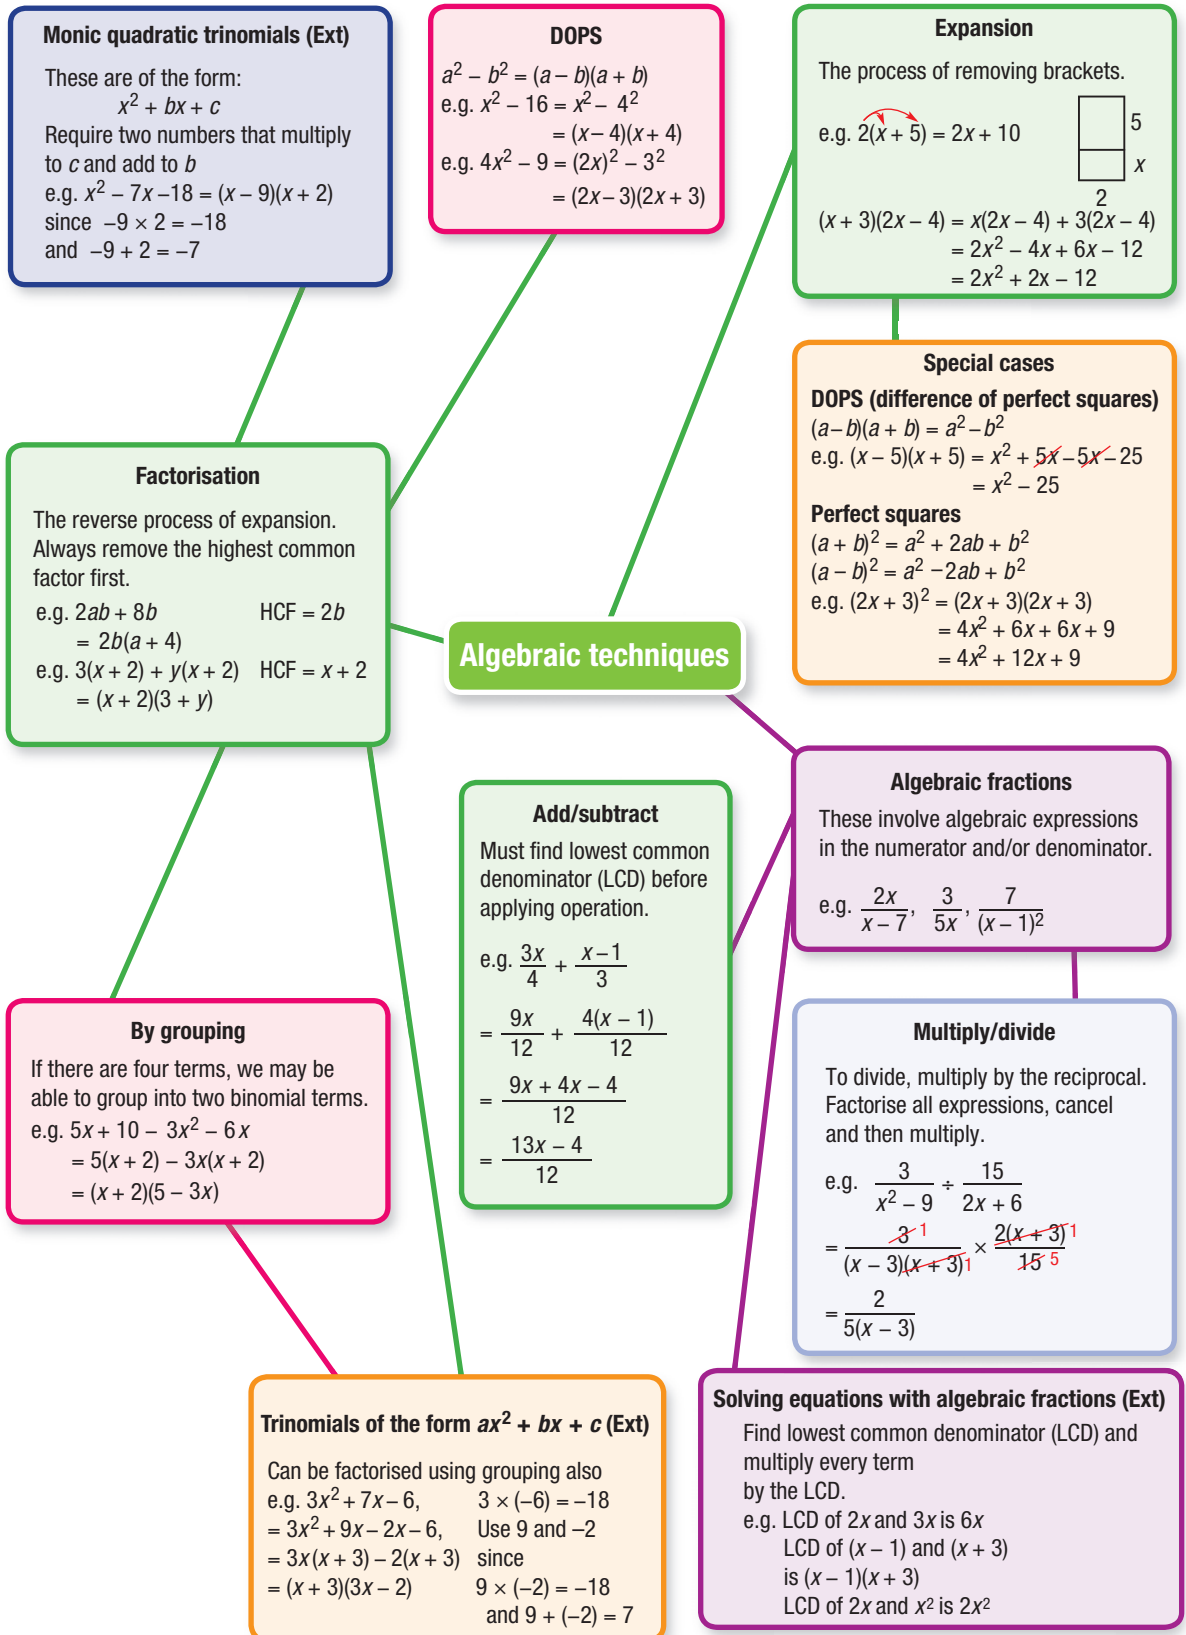 Monic quadratic trinomials (Ext)
These are of the form:
x² + bx + c
Require two numbers that multiply
to c and add to b
e.g. x² – 7x –18 = (x – 9)(x + 2)
since –9 × 2 = –18
and –9 + 2 = –7
DOPS
a² – b² = (a – b)(a + b)
e.g. x² – 16 = x² – 4²
= (x – 4)(x + 4)
e.g. 4x² – 9 = (2x)² – 3²
= (2x – 3)(2x + 3)
Expansion
The process of removing brackets.
e.g. 2(x + 5) = 2x + 10
5
x
2
(x + 3)(2x – 4) = x(2x – 4) + 3(2x – 4)
= 2x² – 4x + 6x – 12
= 2x² + 2x – 12
Special cases
DOPS (difference of perfect squares)
(a – b)(a + b) = a² – b²
e.g. (x – 5)(x + 5) = x² + 5x – 5x – 25
= x² – 25
Perfect squares
(a + b)² = a² + 2ab + b²
(a – b)² = a² – 2ab + b²
e.g. (2x + 3)² = (2x + 3)(2x + 3)
= 4x² + 6x + 6x + 9
= 4x² + 12x + 9
Factorisation
The reverse process of expansion.
Always remove the highest common
factor first.
e.g. 2ab + 8b HCF = 2b
= 2b(a + 4)
e.g. 3(x + 2) + y(x + 2) HCF = x + 2
= (x + 2)(3 + y)
Algebraic techniques
Algebraic fractions
These involve algebraic expressions
in the numerator and/or denominator.
e.g. 2x/(x – 7), 3/5x, 7/(x – 1)²
Add/subtract
Must find lowest common
denominator (LCD) before
applying operation.
e.g. 3x/4 + (x – 1)/3
= 9x/12 + 4(x – 1)/12
= (9x + 4x – 4)/12
= (13x – 4)/12
By grouping
If there are four terms, we may be
able to group into two binomial terms.
e.g. 5x + 10 – 3x² – 6x
= 5(x + 2) – 3x(x + 2)
= (x + 2)(5 – 3x)
Multiply/divide
To divide, multiply by the reciprocal.
Factorise all expressions, cancel
and then multiply.
e.g. 3/(x² – 9) ÷ 15/(2x + 6)
= 3 1/(x – 3)(x + 3) 1 × 2(x + 3) 1/15 5
= 2/5(x – 3)
Trinomials of the form ax² + bx + c (Ext)
Can be factorised using grouping also
e.g. 3x² + 7x – 6, 3 × (–6) = –18
= 3x² + 9x – 2x – 6, Use 9 and –2
= 3x(x + 3) – 2(x + 3) since
= (x + 3)(3x – 2) 9 × (–2) = –18
and 9 + (–2) = 7
Solving equations with algebraic fractions (Ext)
Find lowest common denominator (LCD) and
multiply every term
by the LCD.
e.g. LCD of 2x and 3x is 6x
LCD of (x – 1) and (x + 3)
is (x – 1)(x + 3)
LCD of 2x and x² is 2x²